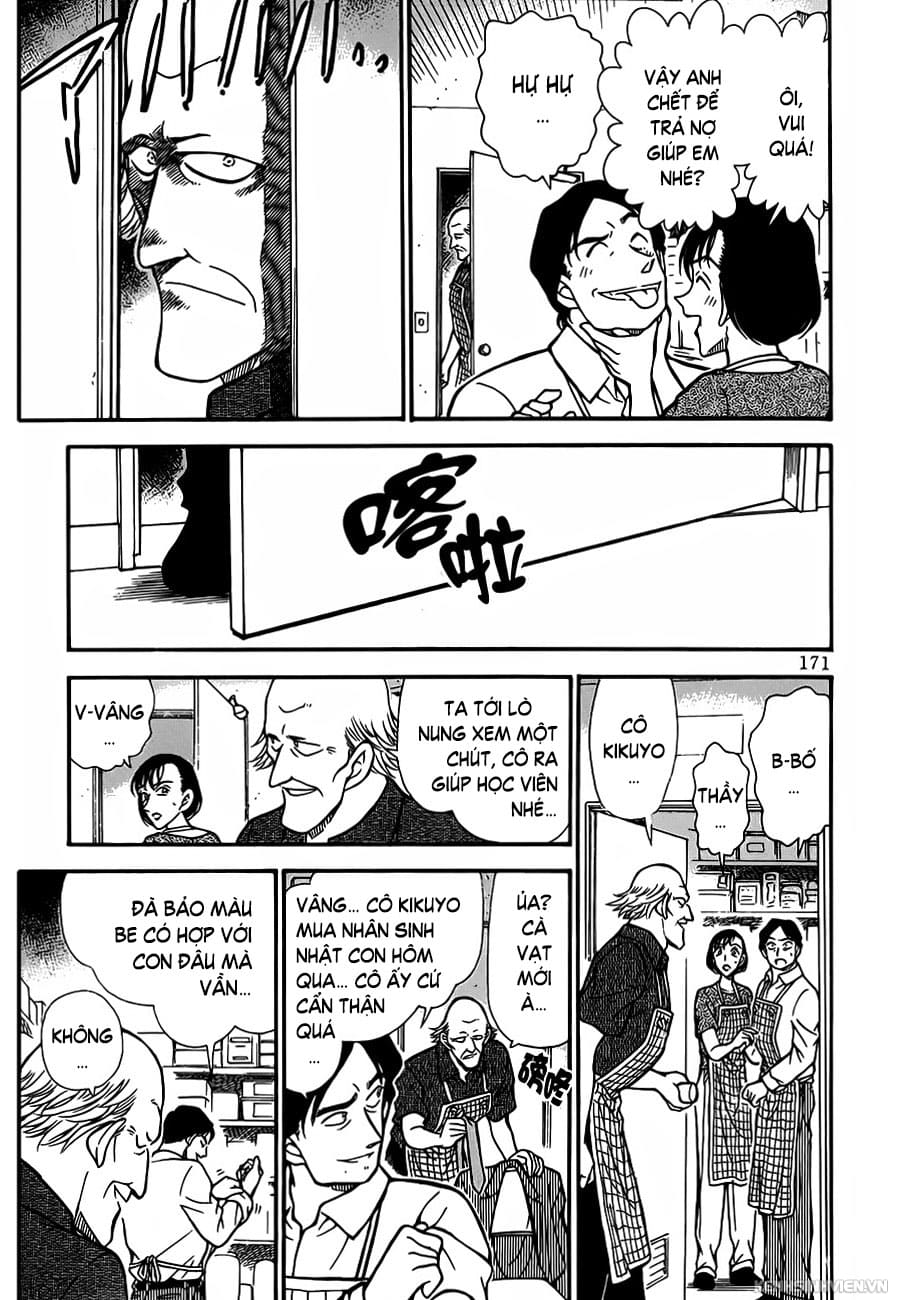 ÔI,
VUI
QUÁ!
VẬY ANH
CHẾT ĐỂ
TRẢ NỢ
GIÚP EM
NHÉ?
HỰ HỰ
...
喀
啦
171
B-BỐ
...
THẦY
...
CÔ
KIKUYO
...
TA TỚI LÒ
NUNG XEM MỘT
CHÚT, CÔ RA
GIÚP HỌC VIÊN
NHÉ...
V-VÂNG
...
ỦA?
CÀ
VẠT
MỚI
À...
VÂNG... CÔ KIKUYO
MUA NHÂN SINH
NHẬT CON HÔM
QUA... CÔ ẤY CỨ
CẨN THẬN
QUÁ
...
ĐÀ BẢO MÀU
BE CÓ HỢP VỚI
CON ĐÂU MÀ
VẪN...
KHÔNG
...